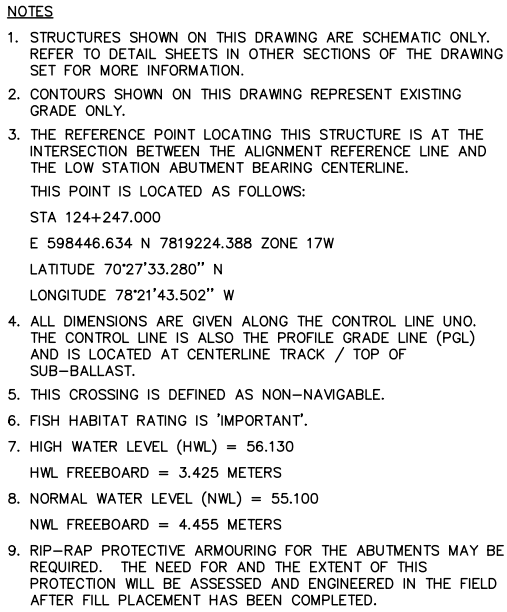 NOTES
1. STRUCTURES SHOWN ON THIS DRAWING ARE SCHEMATIC ONLY.
REFER TO DETAIL SHEETS IN OTHER SECTIONS OF THE DRAWING
SET FOR MORE INFORMATION.
2. CONTOURS SHOWN ON THIS DRAWING REPRESENT EXISTING
GRADE ONLY.
3. THE REFERENCE POINT LOCATING THIS STRUCTURE IS AT THE
INTERSECTION BETWEEN THE ALIGNMENT REFERENCE LINE AND
THE LOW STATION ABUTMENT BEARING CENTERLINE.
THIS POINT IS LOCATED AS FOLLOWS:
STA 124+247.000
E 598446.634 N 7819224.388 ZONE 17W
LATITUDE 70°27'33.280'' N
LONGITUDE 78°21'43.502'' W
4. ALL DIMENSIONS ARE GIVEN ALONG THE CONTROL LINE UNO.
THE CONTROL LINE IS ALSO THE PROFILE GRADE LINE (PGL)
AND IS LOCATED AT CENTERLINE TRACK / TOP OF
SUB-BALLAST.
5. THIS CROSSING IS DEFINED AS NON-NAVIGABLE.
6. FISH HABITAT RATING IS 'IMPORTANT'.
7. HIGH WATER LEVEL (HWL) = 56.130
HWL FREEBOARD = 3.425 METERS
8. NORMAL WATER LEVEL (NWL) = 55.100
NWL FREEBOARD = 4.455 METERS
9. RIP-RAP PROTECTIVE ARMOURING FOR THE ABUTMENTS MAY BE
REQUIRED. THE NEED FOR AND THE EXTENT OF THIS
PROTECTION WILL BE ASSESSED AND ENGINEERED IN THE FIELD
AFTER FILL PLACEMENT HAS BEEN COMPLETED.